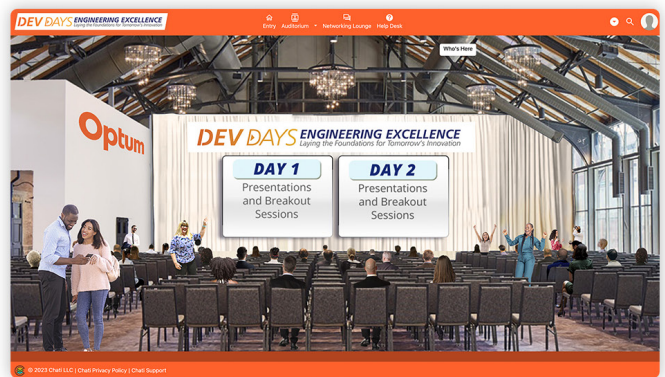 DEV DAYS ENGINEERING EXCELLENCE
Laying the Foundations for Tomorrow's Innovation
Entry
Auditorium
Networking Lounge
Help Desk
Who's Here
Optum
DEV DAYS ENGINEERING EXCELLENCE
Laying the Foundations for Tomorrow's Innovation
DAY 1
Presentations
and Breakout
Sessions
DAY 2
Presentations
and Breakout
Sessions
© 2023 Chati LLC | Chati Privacy Policy | Chati Support